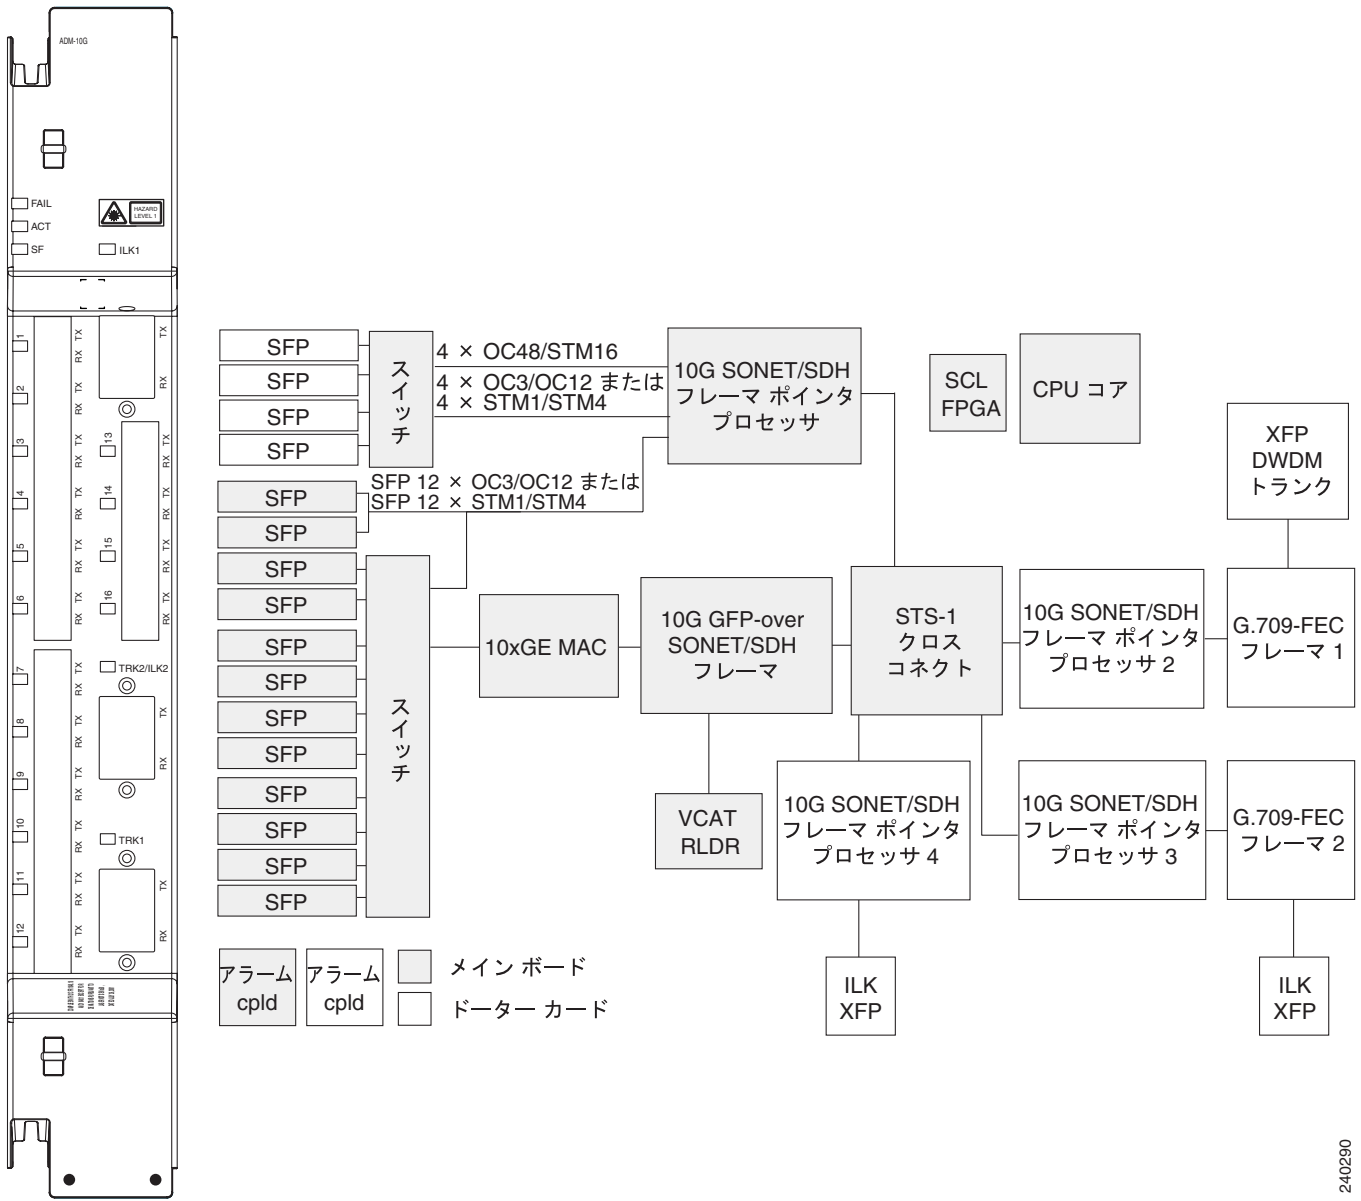 ADM-10G
FAIL
ACT
SF
HAZARD
LEVEL 1
ILK1
1
RX TX
2
RX TX
3
RX TX
4
RX TX
5
RX TX
6
RX TX
7
RX TX
8
RX TX
9
RX TX
10
RX TX
11
RX TX
12
RX TX
RX TX
13
RX TX
14
RX TX
15
RX TX
16
RX TX
TRK2/ILK2
RX TX
TRK1
RX TX
SFP
SFP
SFP
SFP
スイッチ
4 × OC48/STM16
4 × OC3/OC12 または
4 × STM1/STM4
10G SONET/SDH
フレーマ ポインタ
プロセッサ
SCL
FPGA
CPU コア
XFP
DWDM
トランク
SFP
SFP
SFP 12 × OC3/OC12 または
SFP 12 × STM1/STM4
SFP
SFP
SFP
SFP
SFP
SFP
SFP
SFP
SFP
SFP
スイッチ
10xGE MAC
10G GFP-over
SONET/SDH
フレーマ
STS-1
クロス
コネクト
10G SONET/SDH
フレーマ ポインタ
プロセッサ 2
G.709-FEC
フレーマ 1
VCAT
RLDR
10G SONET/SDH
フレーマ ポインタ
プロセッサ 4
10G SONET/SDH
フレーマ ポインタ
プロセッサ 3
G.709-FEC
フレーマ 2
アラーム
cpld
アラーム
cpld
メイン ボード
ドーター カード
ILK
XFP
ILK
XFP
240290